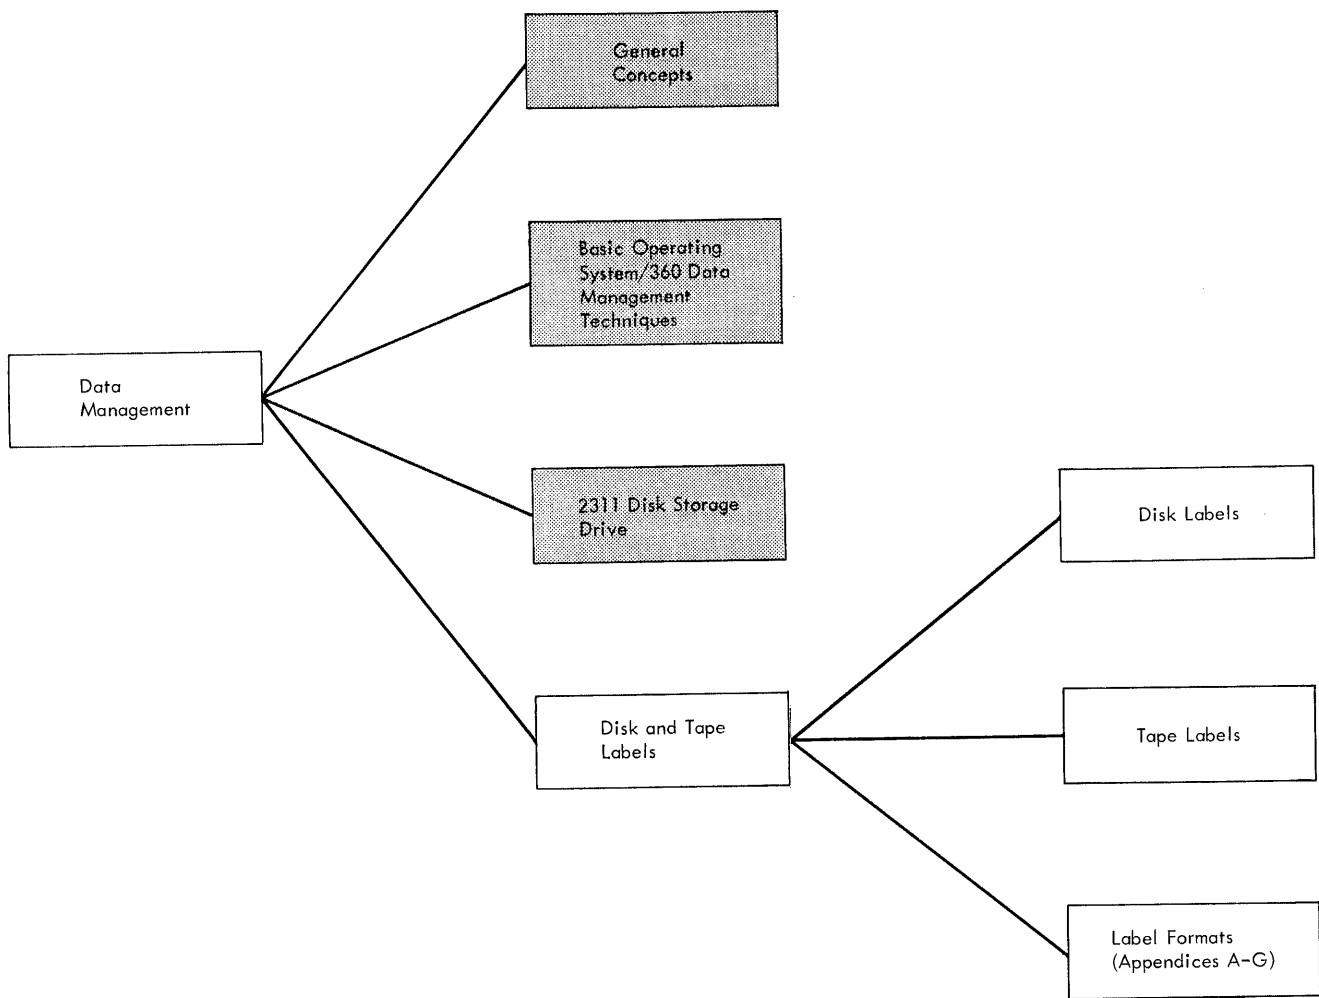 General
Concepts
Basic Operating
System/360 Data
Management
Techniques
Data
Management
2311 Disk Storage
Drive
Disk Labels
Disk and Tape
Labels
Tape Labels
Label Formats
(Appendices A-G)